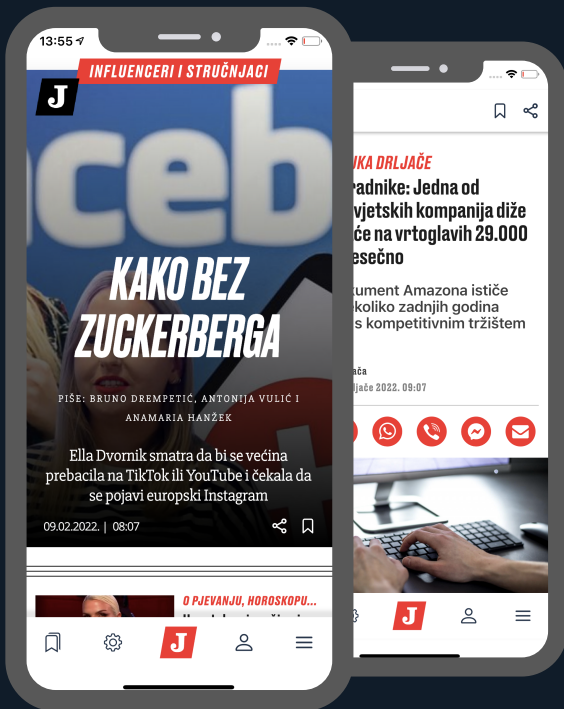 13:55
INFLUENCERI I STRUČNJACI
J
aceb
KAKO BEZ
ZUCKERBERGA
PIŠE: BRUNO DREMPETIĆ, ANTONIJA VULIĆ I
ANAMARIA HANŽEK
Ella Dvornik smatra da bi se većina
prebacila na TikTok ili YouTube i čekala da
se pojavi europski Instagram
09.02.2022. | 08:07
O PJEVANJU, HOROSKOPU...
J
KA DRLJAČE
radnike: Jedna od
vjetskih kompanija diže
će na vrtoglavih 29.000
esečno
kument Amazona ističe
koliko zadnjih godina
s kompetitivnim tržištem
ača
ljače 2022. 09:07
J